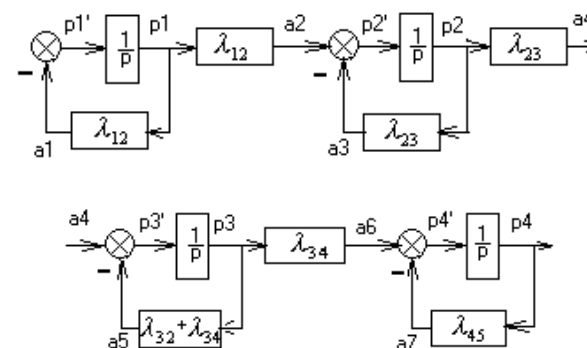 p1' 1/p p1 λ12 a2 p2' 1/p p2 λ23 a4
− −
a1 λ12 a3 λ23
a4 p3' 1/p p3 λ34 a6 p4' 1/p p4
− −
a5 λ32+λ34 a7 λ45